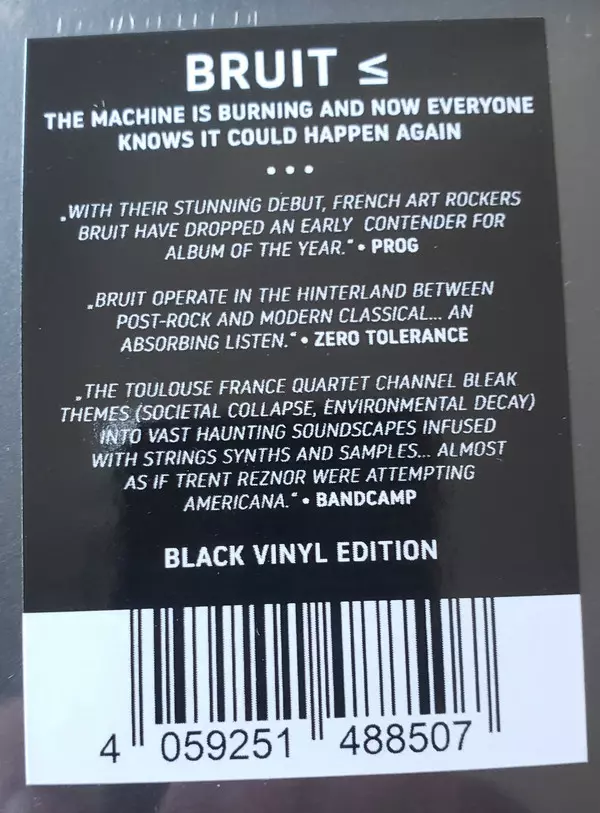 BRUIT ≤
THE MACHINE IS BURNING AND NOW EVERYONE
KNOWS IT COULD HAPPEN AGAIN
•••
„WITH THEIR STUNNING DEBUT, FRENCH ART ROCKERS
BRUIT HAVE DROPPED AN EARLY CONTENDER FOR
ALBUM OF THE YEAR.“ • PROG
„BRUIT OPERATE IN THE HINTERLAND BETWEEN
POST-ROCK AND MODERN CLASSICAL... AN
ABSORBING LISTEN.“ • ZERO TOLERANCE
„THE TOULOUSE FRANCE QUARTET CHANNEL BLEAK
THEMES (SOCIETAL COLLAPSE, ENVIRONMENTAL DECAY)
INTO VAST HAUNTING SOUNDSCAPES INFUSED
WITH STRINGS SYNTHS AND SAMPLES... ALMOST
AS IF TRENT REZNOR WERE ATTEMPTING
AMERICANA.“ • BANDCAMP
BLACK VINYL EDITION
4 059251 488507